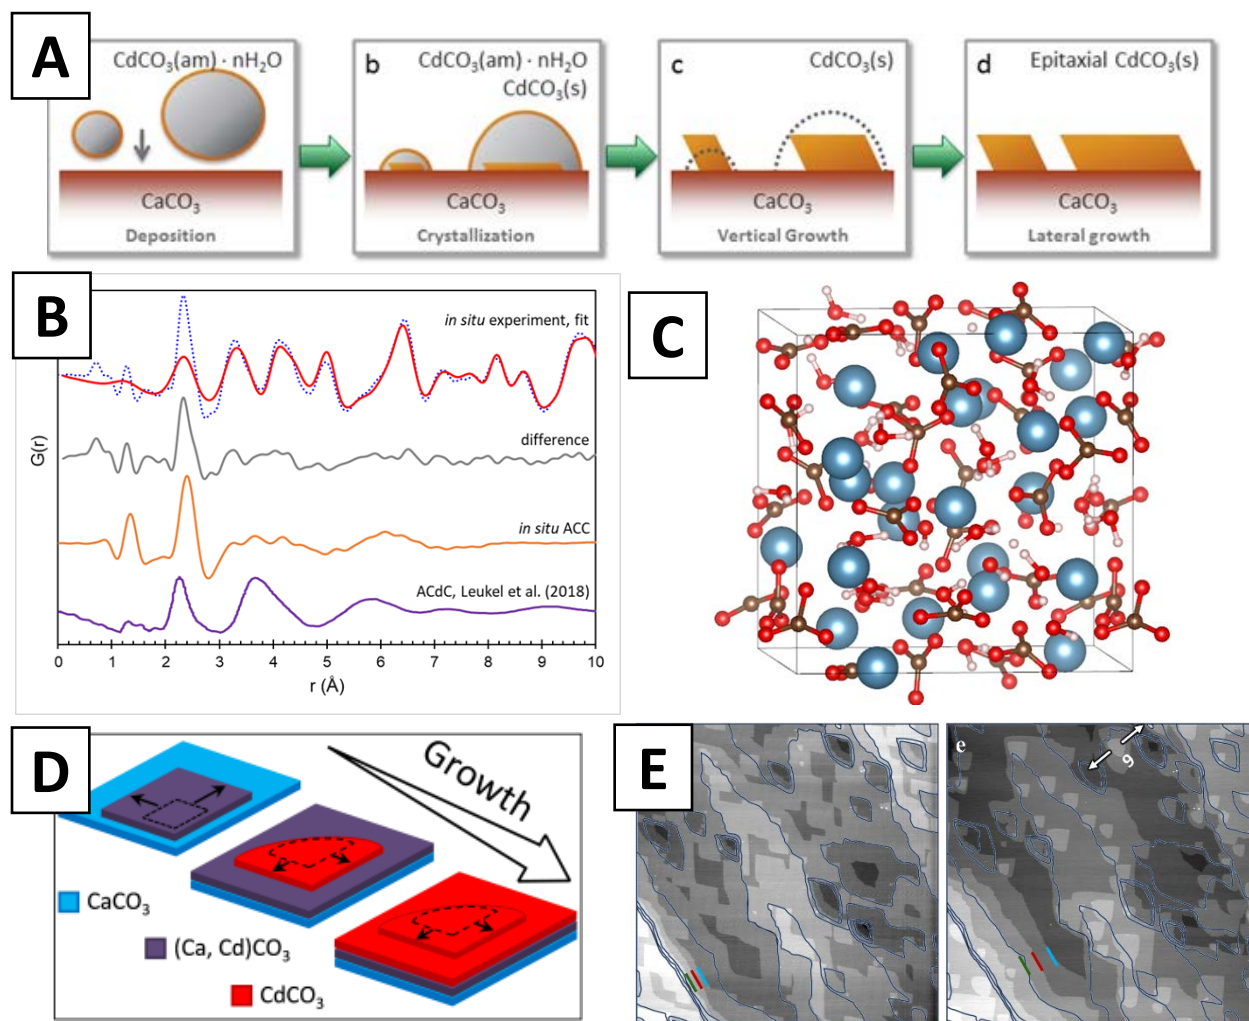 A
CdCO₃(am) · nH₂O
CaCO₃
Deposition
b
CdCO₃(am) · nH₂O
CdCO₃(s)
CaCO₃
Crystallization
c
CdCO₃(s)
CaCO₃
Vertical Growth
d
Epitaxial CdCO₃(s)
CaCO₃
Lateral growth
B
in situ experiment, fit
difference
in situ ACC
ACdC, Leukel et al. (2018)
G(r)
0 1 2 3 4 5 6 7 8 9 10
r (Å)
C
D
Growth
CaCO₃
(Ca, Cd)CO₃
CdCO₃
E
e
9